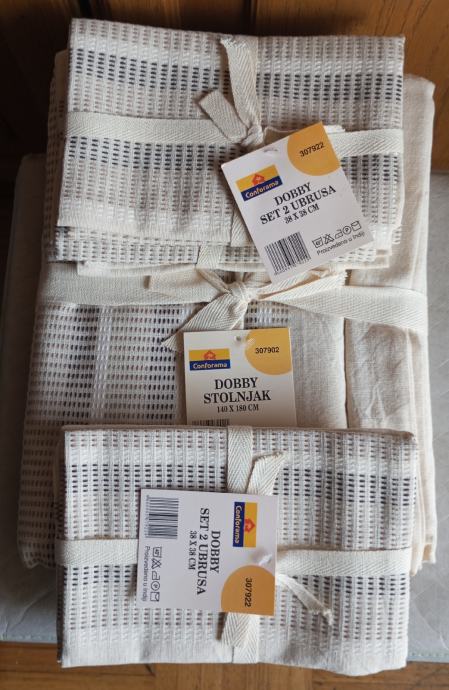 307922
Conforama
DOBBY
SET 2 UBRUSA
38 X 38 CM
Proizvedeno u Indiji
307902
Conforama
DOBBY
STOLNJAK
140 X 180 CM
Conforama
DOBBY
SET 2 UBRUSA
38 X 38 CM
Proizvedeno u Indiji
307922